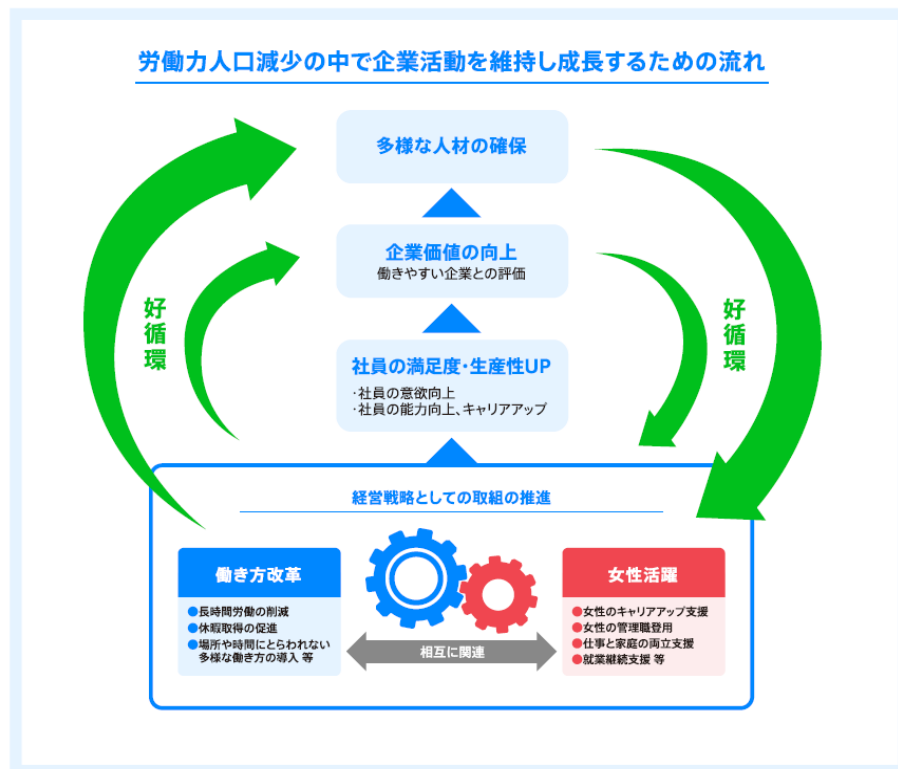 労働力人口減少の中で企業活動を維持し成長するための流れ
多様な人材の確保
企業価値の向上
働きやすい企業との評価
好循環
好循環
社員の満足度・生産性UP
・社員の意欲向上
・社員の能力向上、キャリアアップ
経営戦略としての取組の推進
働き方改革
●長時間労働の削減
●休暇取得の促進
●場所や時間にとらわれない
多様な働き方の導入 等
相互に関連
女性活躍
●女性のキャリアアップ支援
●女性の管理職登用
●仕事と家庭の両立支援
●就業継続支援 等